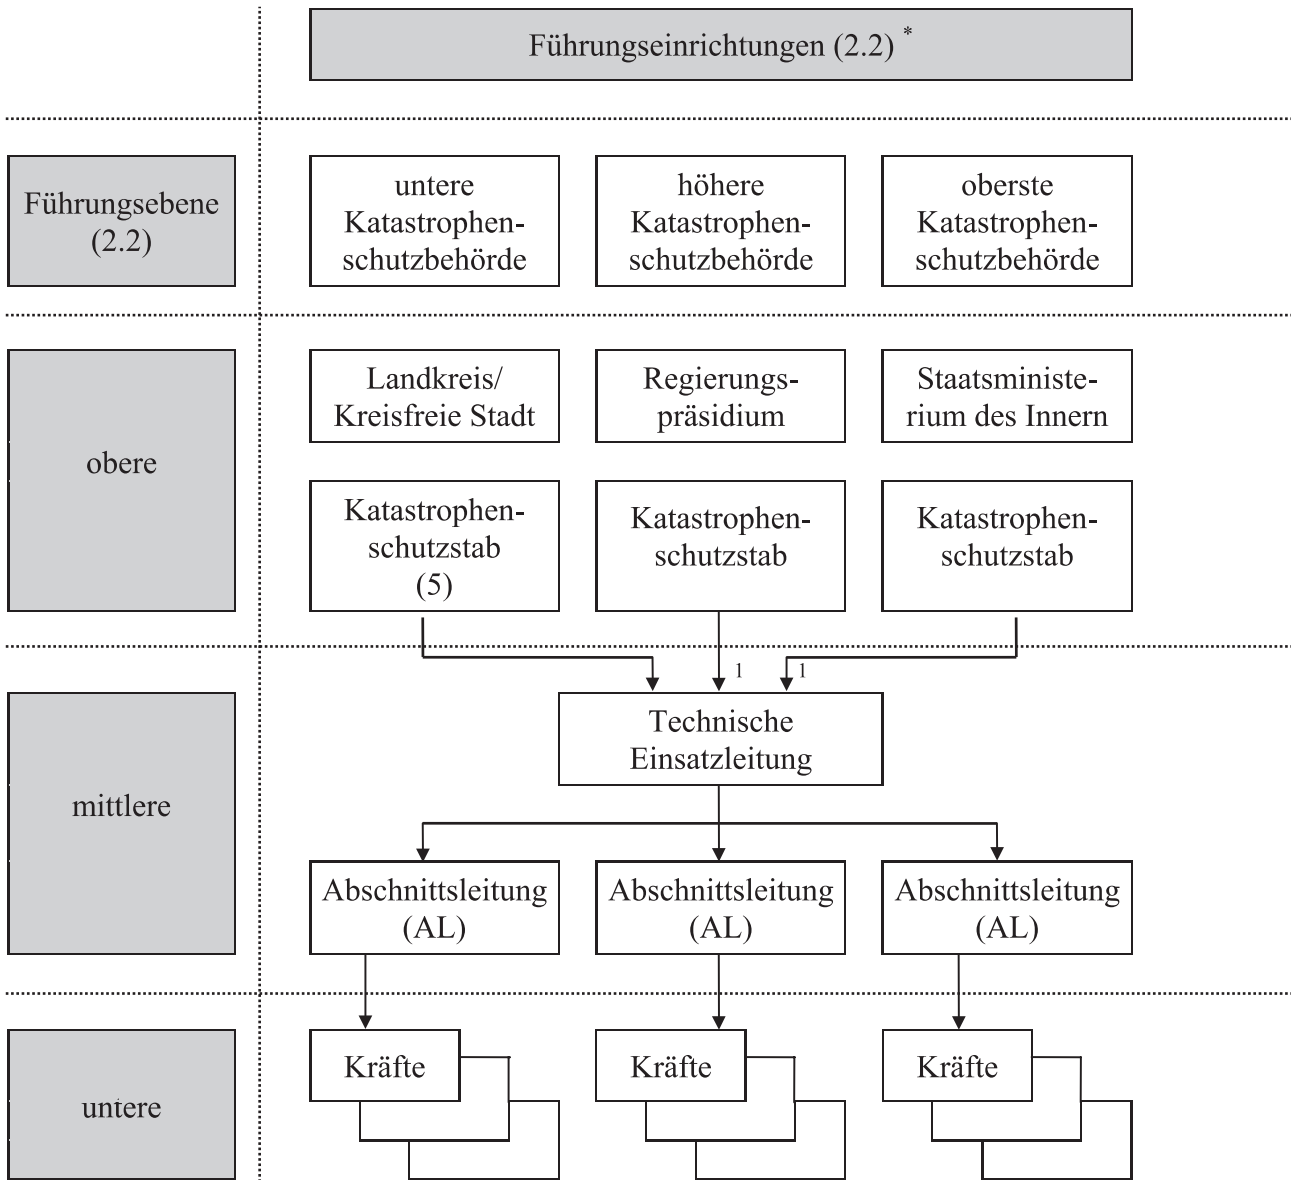 Führungseinrichtungen (2.2) *
Führungsebene
(2.2)
untere
Katastrophen-
schutzbehörde
höhere
Katastrophen-
schutzbehörde
oberste
Katastrophen-
schutzbehörde
obere
Landkreis/
Kreisfreie Stadt
Regierungs-
präsidium
Staatsministe-
rium des Innern
Katastrophen-
schutzstab
(5)
Katastrophen-
schutzstab
Katastrophen-
schutzstab
1
1
mittlere
Technische
Einsatzleitung
Abschnittsleitung
(AL)
Abschnittsleitung
(AL)
Abschnittsleitung
(AL)
untere
Kräfte
Kräfte
Kräfte